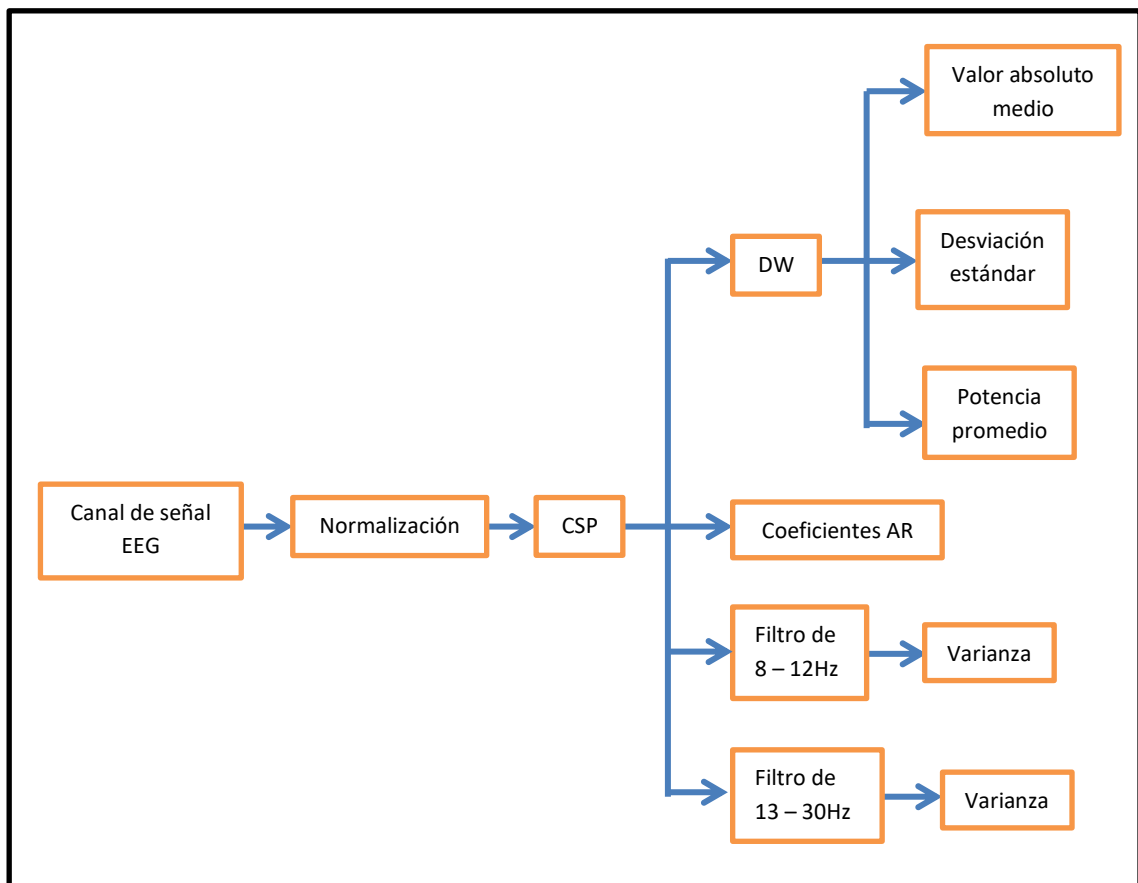 Valor absoluto
medio
Desviación
estándar
DW
Potencia
promedio
Canal de señal
EEG
Normalización
CSP
Coeficientes AR
Filtro de
8 – 12Hz
Varianza
Filtro de
13 – 30Hz
Varianza